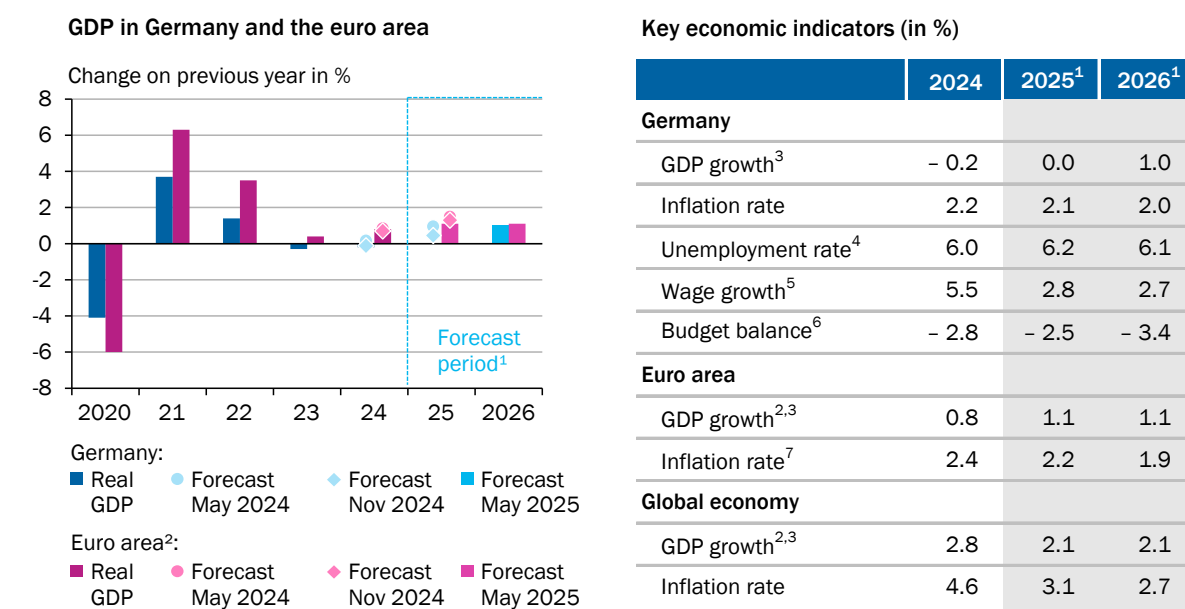 GDP in Germany and the euro area
Change on previous year in %
8
6
4
2
0
-2
-4
-6
-8
2020 21 22 23 24 25 2026
Forecast
period¹
Germany:
Real GDP
Forecast May 2024
Forecast Nov 2024
Forecast May 2025
Euro area²:
Real GDP
Forecast May 2024
Forecast Nov 2024
Forecast May 2025
Key economic indicators (in %)
2024 2025¹ 2026¹
Germany
GDP growth³ – 0.2 0.0 1.0
Inflation rate 2.2 2.1 2.0
Unemployment rate⁴ 6.0 6.2 6.1
Wage growth⁵ 5.5 2.8 2.7
Budget balance⁶ – 2.8 – 2.5 – 3.4
Euro area
GDP growth²,³ 0.8 1.1 1.1
Inflation rate⁷ 2.4 2.2 1.9
Global economy
GDP growth²,³ 2.8 2.1 2.1
Inflation rate 4.6 3.1 2.7